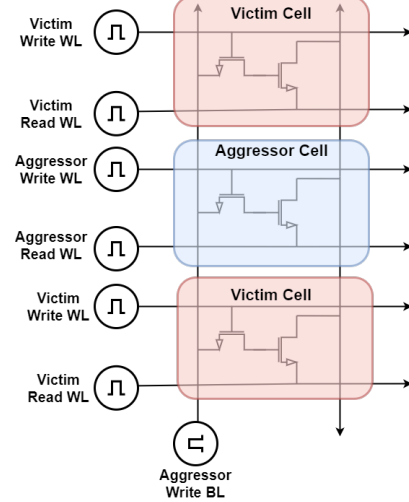 Victim Cell
Victim
Write WL
Victim
Read WL
Aggressor Cell
Aggressor
Write WL
Aggressor
Read WL
Victim Cell
Victim
Write WL
Victim
Read WL
Aggressor
Write BL